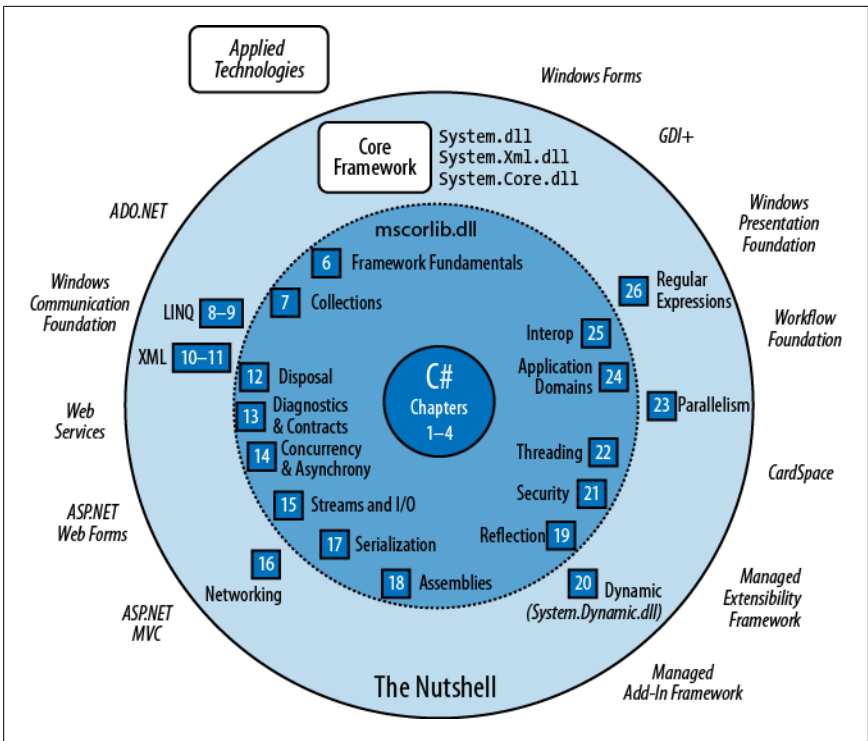 Applied
Technologies
Windows Forms
GDI+
Core
Framework
System.dll
System.Xml.dll
System.Core.dll
ADO.NET
Windows
Presentation
Foundation
mscorlib.dll
6 Framework Fundamentals
Windows
Communication
Foundation
7 Collections
LINQ 8–9
26 Regular
Expressions
Workflow
Foundation
XML 10–11
Interop 25
12 Disposal
Application
Domains 24
C#
Chapters
1–4
13 Diagnostics
& Contracts
23 Parallelism
Web
Services
14 Concurrency
& Asynchrony
Threading 22
CardSpace
15 Streams and I/O
Security 21
ASP.NET
Web Forms
17 Serialization
Reflection 19
16
Networking
18 Assemblies
20 Dynamic
(System.Dynamic.dll)
Managed
Extensibility
Framework
ASP.NET
MVC
The Nutshell
Managed
Add-In Framework